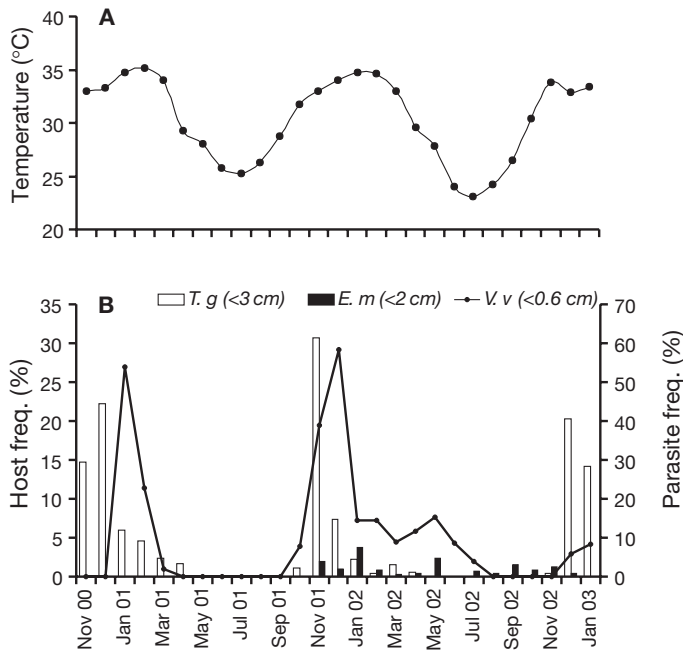 A
Temperature (°C)
40
35
30
25
20
B
T. g (<3 cm)
E. m (<2 cm)
V. v (<0.6 cm)
Host freq. (%)
35
30
25
20
15
10
5
0
Parasite freq. (%)
70
60
50
40
30
20
10
0
Nov 00
Jan 01
Mar 01
May 01
Jul 01
Sep 01
Nov 01
Jan 02
Mar 02
May 02
Jul 02
Sep 02
Nov 02
Jan 03